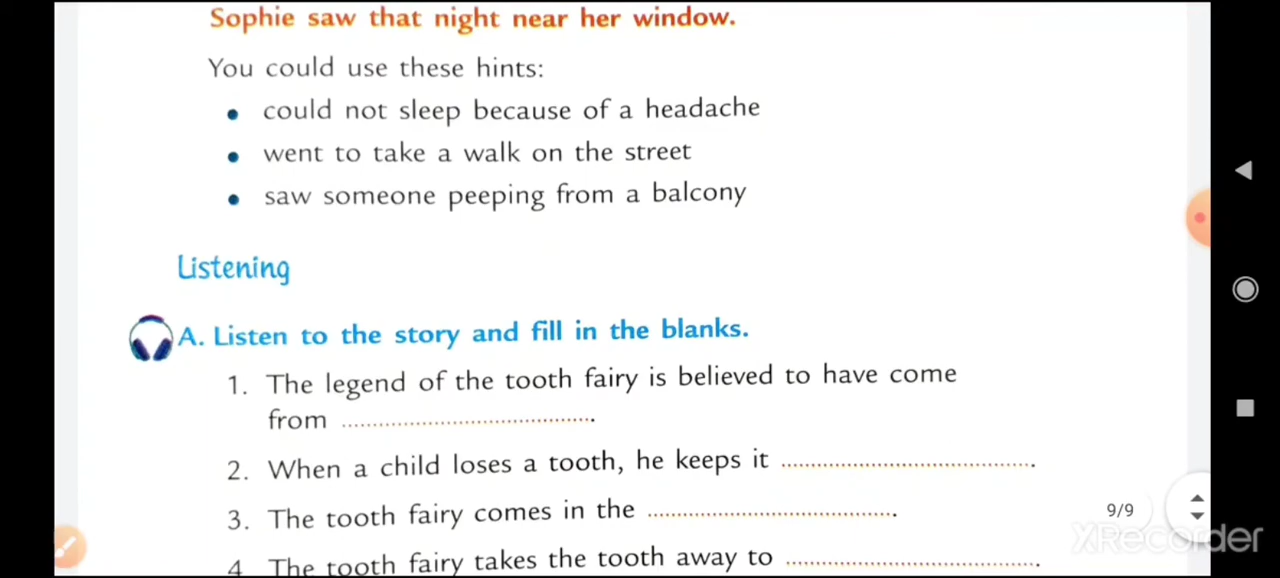 Sophie saw that night near her window.
You could use these hints:
• could not sleep because of a headache
• went to take a walk on the street
• saw someone peeping from a balcony
Listening
A. Listen to the story and fill in the blanks.
1. The legend of the tooth fairy is believed to have come
from ................................................
2. When a child loses a tooth, he keeps it ................................................
3. The tooth fairy comes in the ................................................
9/9
4 The tooth fairy takes the tooth away to ................................................
XRecorder